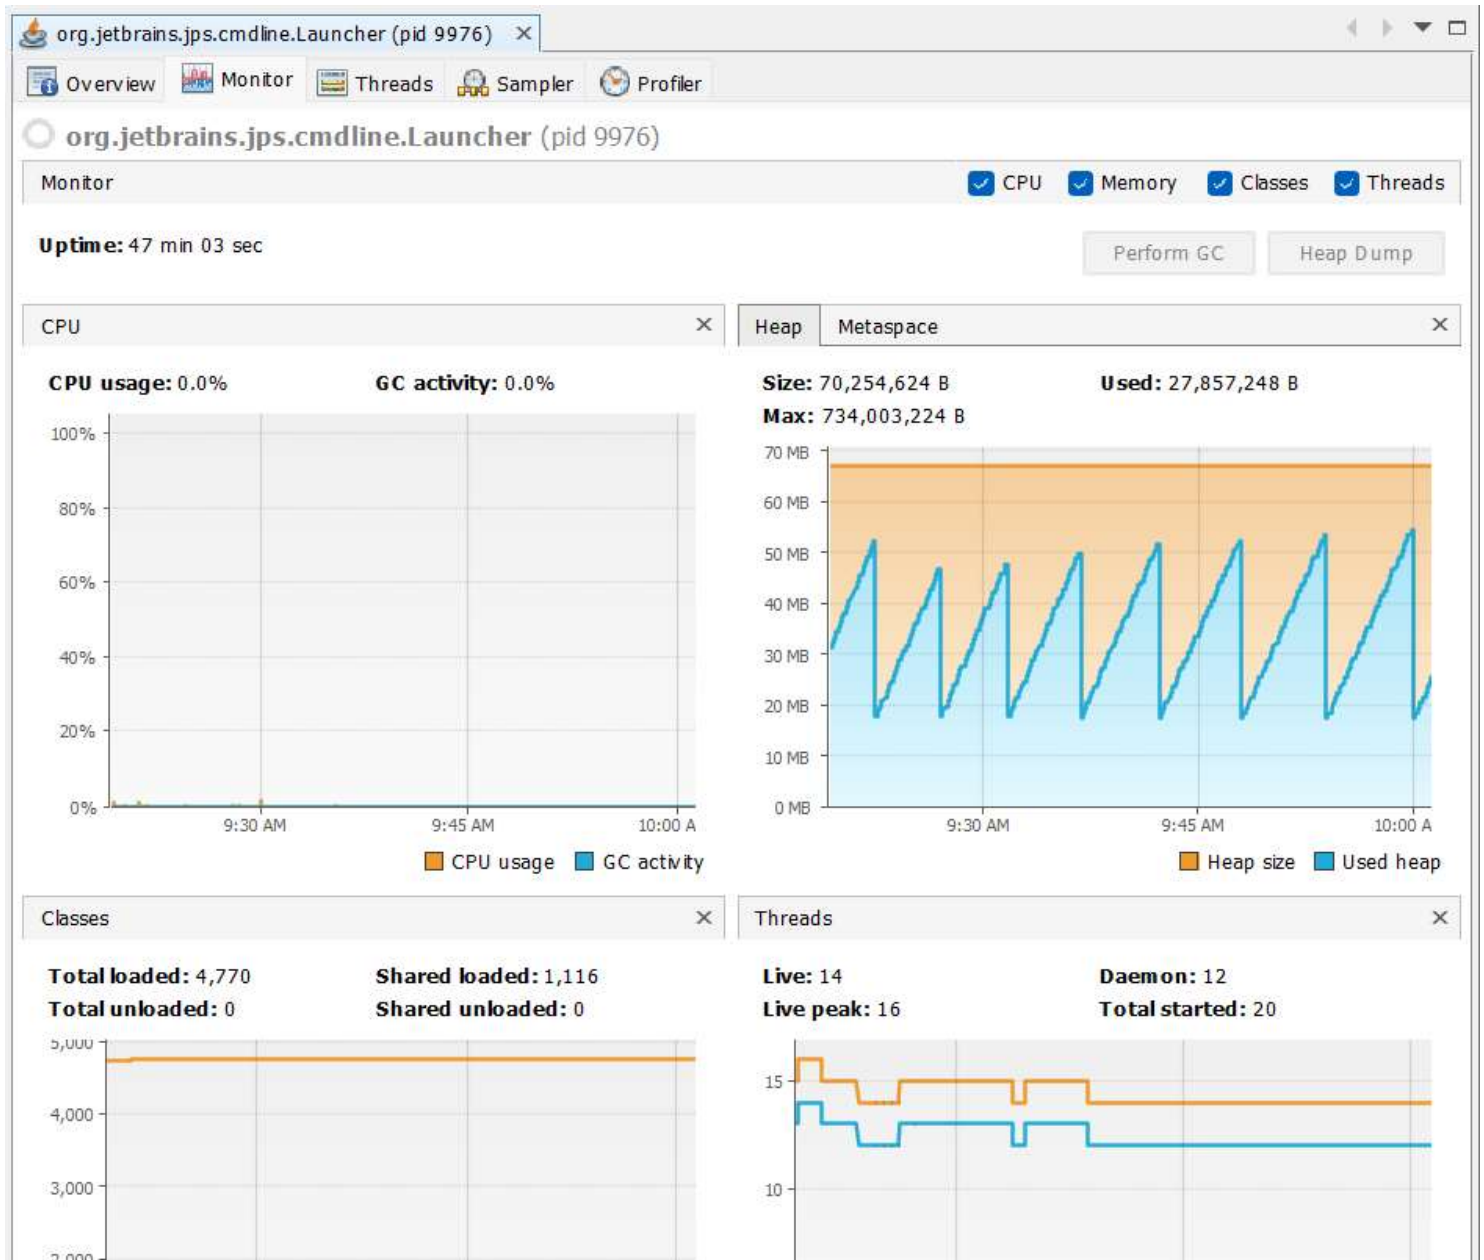 org.jetbrains.jps.cmdline.Launcher (pid 9976)
Overview Monitor Threads Sampler Profiler
org.jetbrains.jps.cmdline.Launcher (pid 9976)
Monitor CPU Memory Classes Threads
Uptime: 47 min 03 sec
Perform GC Heap Dump
CPU
CPU usage: 0.0% GC activity: 0.0%
100%
80%
60%
40%
20%
0%
9:30 AM 9:45 AM 10:00 A
CPU usage GC activity
Heap Metaspace
Size: 70,254,624 B Used: 27,857,248 B
Max: 734,003,224 B
70 MB
60 MB
50 MB
40 MB
30 MB
20 MB
10 MB
0 MB
9:30 AM 9:45 AM 10:00 A
Heap size Used heap
Classes
Total loaded: 4,770 Shared loaded: 1,116
Total unloaded: 0 Shared unloaded: 0
5,000
4,000
3,000
2,000
Threads
Live: 14 Daemon: 12
Live peak: 16 Total started: 20
15
10